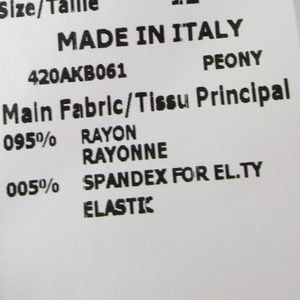 Size/Taille
MADE IN ITALY
420AKB061 PEONY
Main Fabric/Tissu Principal
095% RAYON
RAYONNE
005% SPANDEX FOR EL.TY
ELASTIC